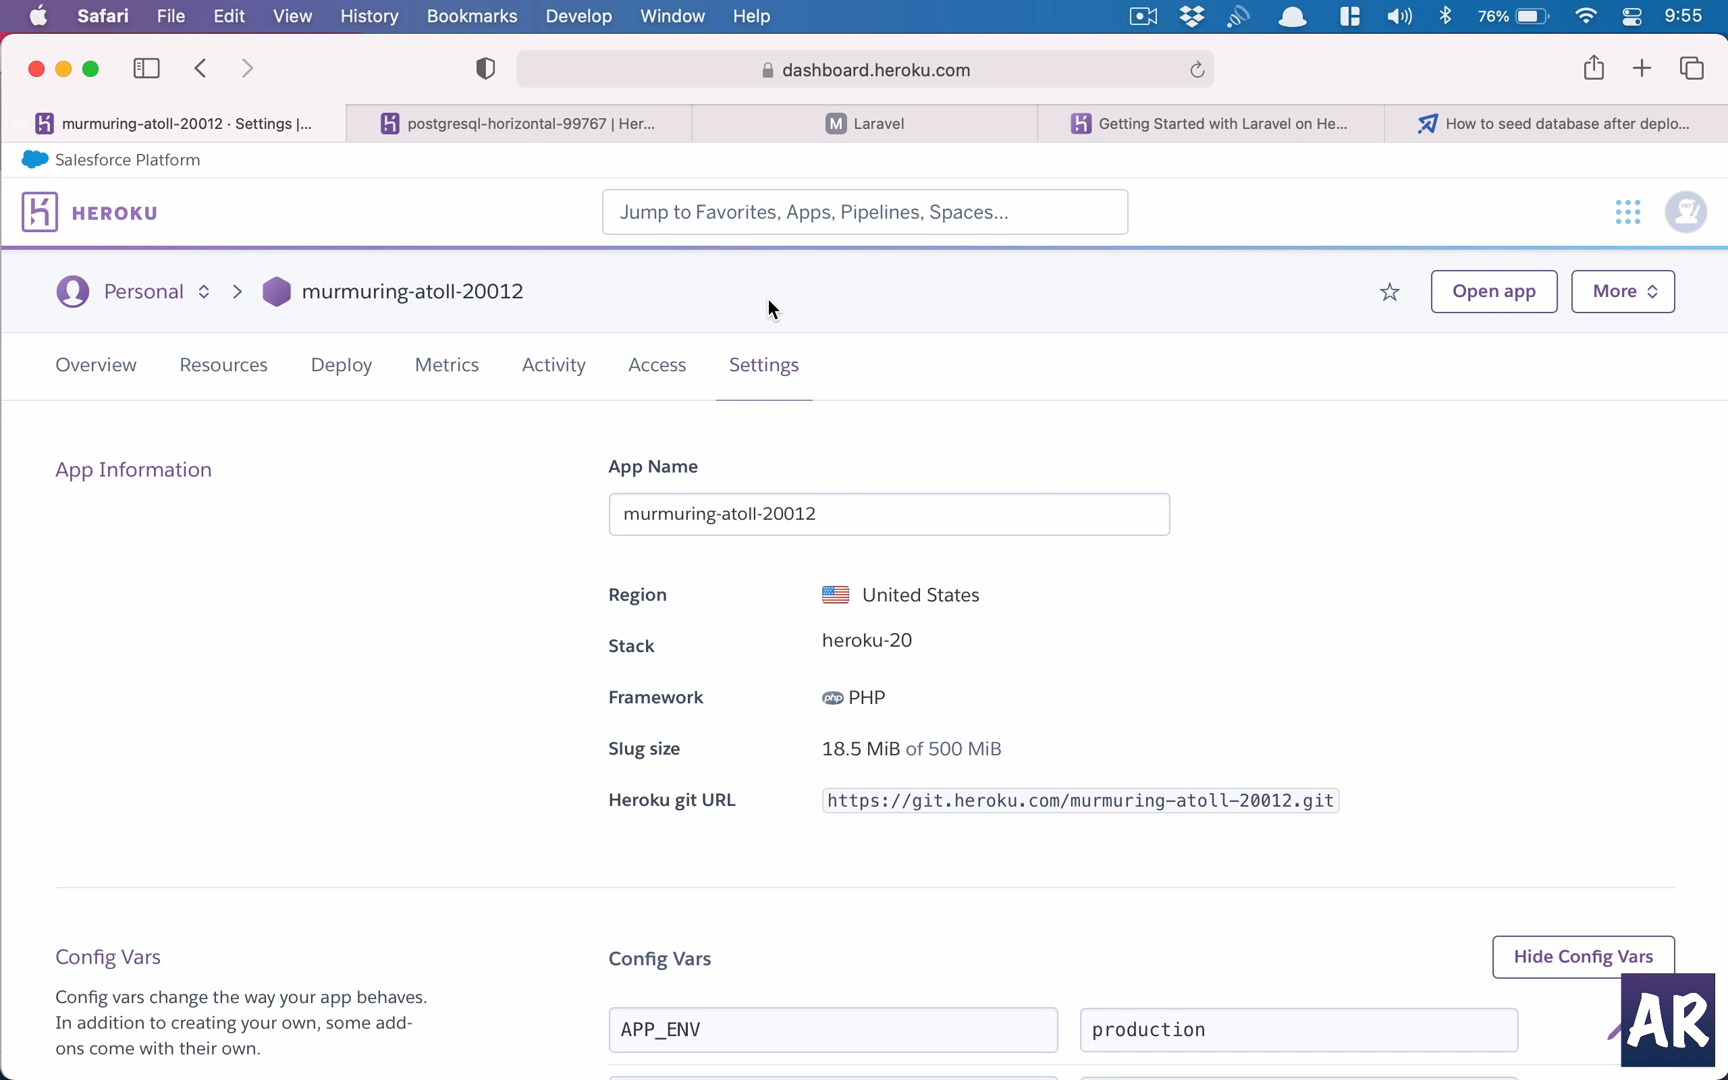 Safari File Edit View History Bookmarks Develop Window Help 76% 9:55
dashboard.heroku.com
murmuring-atoll-20012 · Settings |... postgresql-horizontal-99767 | Her... M Laravel Getting Started with Laravel on He... How to seed database after deplo...
Salesforce Platform
HEROKU Jump to Favorites, Apps, Pipelines, Spaces...
Personal > murmuring-atoll-20012 Open app More
Overview Resources Deploy Metrics Activity Access Settings
App Information
App Name
murmuring-atoll-20012
Region United States
Stack heroku-20
Framework php PHP
Slug size 18.5 MiB of 500 MiB
Heroku git URL https://git.heroku.com/murmuring-atoll-20012.git
Config Vars
Config vars change the way your app behaves.
In addition to creating your own, some add-
ons come with their own.
Config Vars Hide Config Vars
APP_ENV production
AR